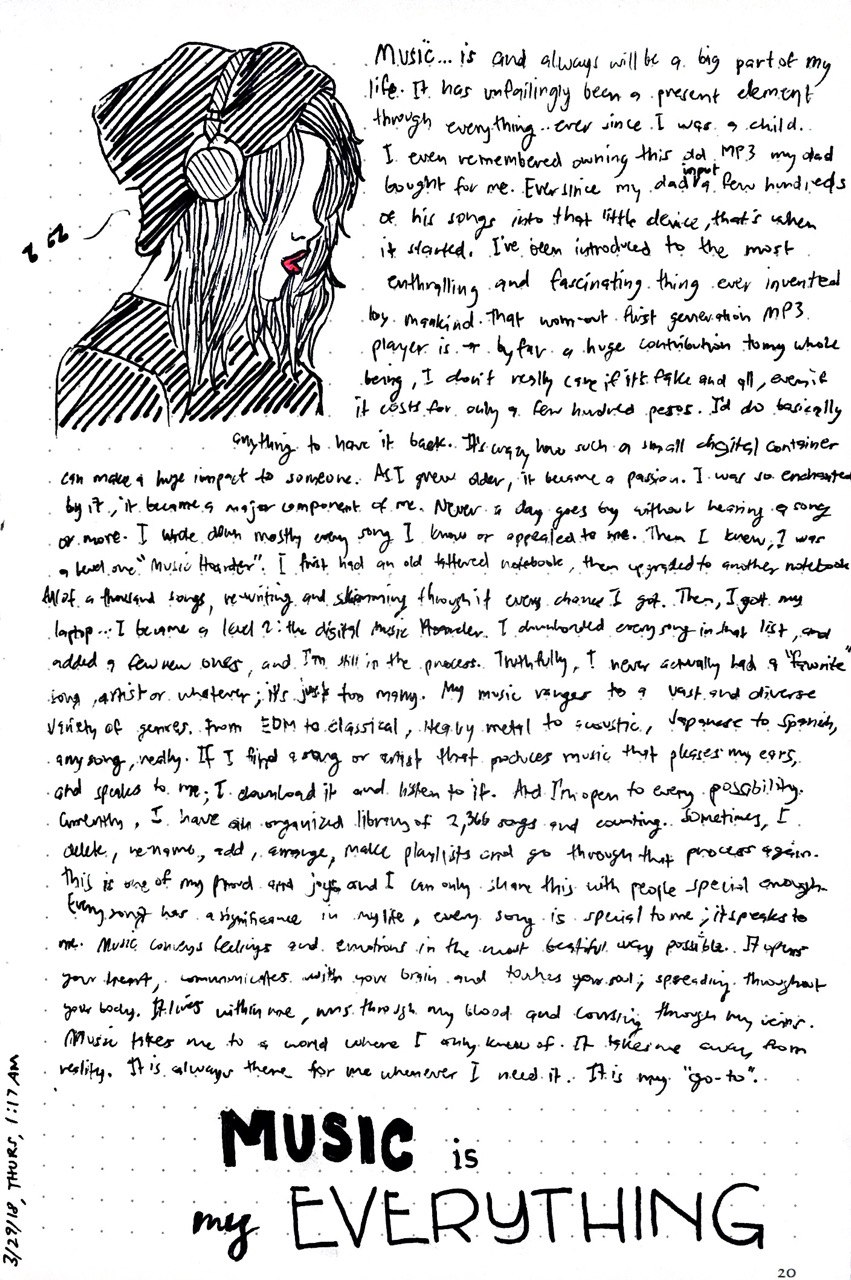 Music... is and always will be a big part of my
life. It has unfailingly been a present element
through everything ever since I was a child.
I even remembered owning this old MP3 my dad
bought for me. Ever since my dad input a few hundreds
of his songs into that little device, that's when
it started. I've been introduced to the most
enthralling and fascinating thing ever invented
by mankind. That worn-out first generation MP3
player is by far a huge contribution to my whole
being, I don't really care if it's fake and all, even if
it costs for only a few hundred pesos. I'd do basically
anything to have it back. It's crazy how such a small digital container
can make a huge impact to someone. As I grew older, it became a passion. I was so enchanted
by it, it became a major component of me. Never a day goes by without hearing a song
or more. I wrote down mostly every song I know or appealed to me. Then I knew, I was
a level one "Music Hoarder". I first had an old tattered notebook, then upgraded to another notebook
full of a thousand songs, re-writing and skimming through it every chance I got. Then, I got my
laptop... I became a level 2: the digital Music Hoarder. I downloaded every song in that list, and
added a few new ones, and I'm still in the process. Truthfully, I never actually had a "favorite"
song, artist or whatever; it's just too many. My music ranges to a vast and diverse
variety of genres. From EDM to classical, heavy metal to acoustic, Japanese to Spanish,
any song, really. If I find a song or artist that produces music that pleases my ears,
and speaks to me; I download it and listen to it. And I'm open to every possibility.
Currently, I have an organized library of 2,366 songs and counting. Sometimes, I
delete, re-name, add, arrange, make playlists and go through that process again.
This is one of my proud and joys and I can only share this with people special enough.
Every song has a significance in my life, every song is special to me; it speaks to
me. Music conveys feelings and emotions in the most beatiful way possible. It opens
your heart, communicates with your brain and touches your soul; spreading throughout
your body. It lives within me, runs through my blood and coursing through my veins.
Music takes me to a world where I only know of. It takes me away from
reality. It is always there for me whenever I need it. It is my "go-to".
MUSIC is
my EVERYTHING
3/29/18, THURS, 1:17 AM
20